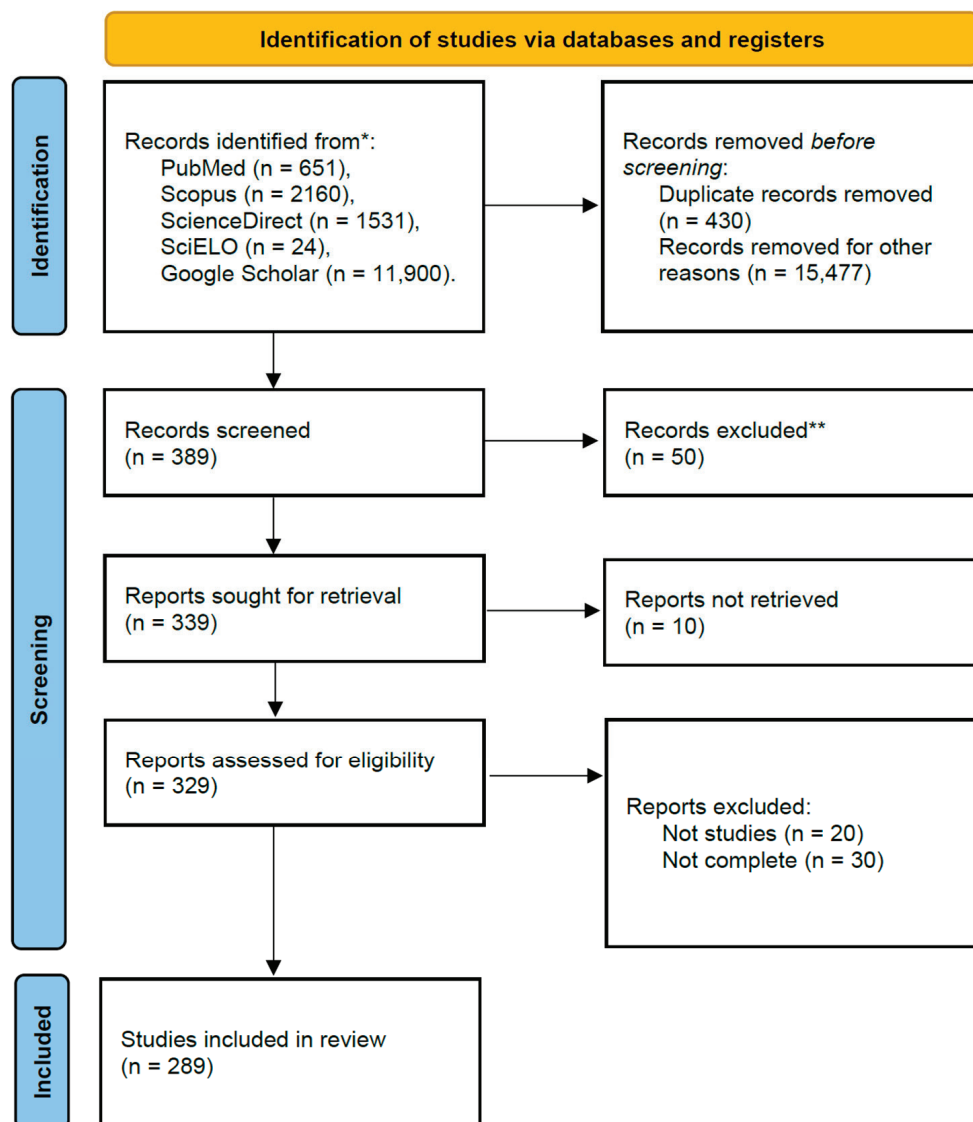 Identification of studies via databases and registers
Identification
Records identified from*:
PubMed (n = 651),
Scopus (n = 2160),
ScienceDirect (n = 1531),
SciELO (n = 24),
Google Scholar (n = 11,900).
Records removed before
screening:
Duplicate records removed
(n = 430)
Records removed for other
reasons (n = 15,477)
Screening
Records screened
(n = 389)
Records excluded**
(n = 50)
Reports sought for retrieval
(n = 339)
Reports not retrieved
(n = 10)
Reports assessed for eligibility
(n = 329)
Reports excluded:
Not studies (n = 20)
Not complete (n = 30)
Included
Studies included in review
(n = 289)